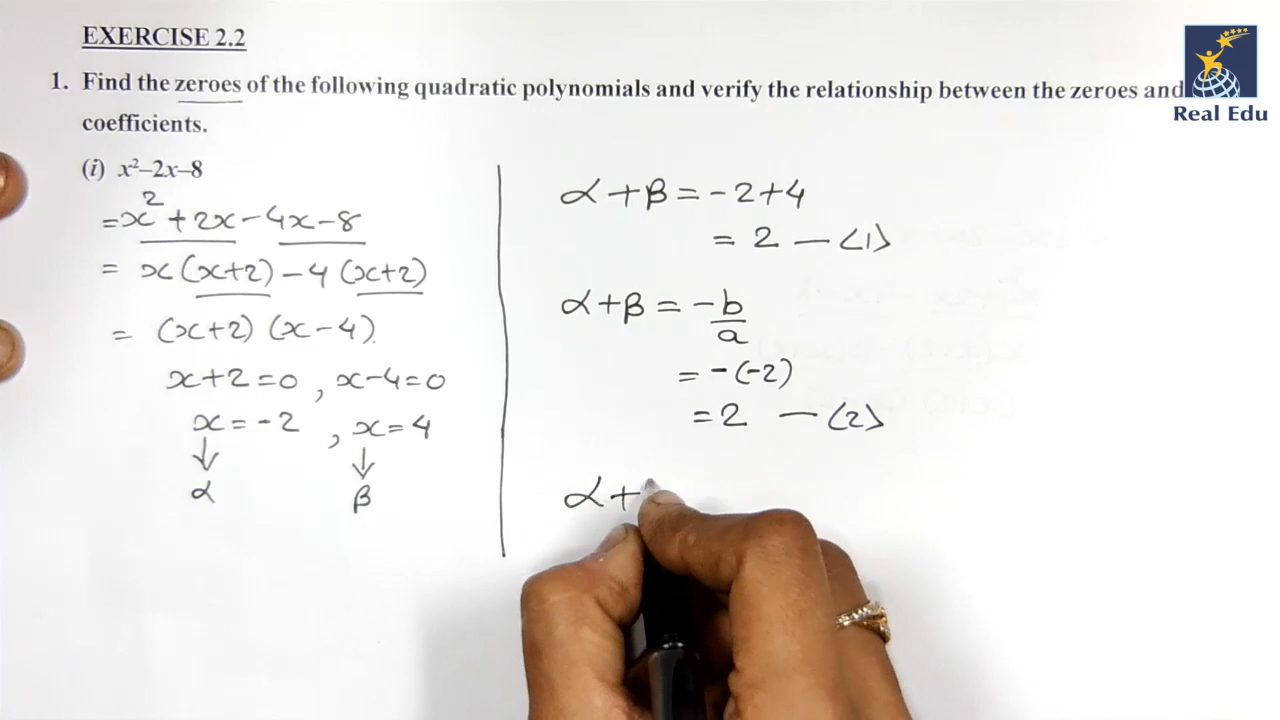 EXERCISE 2.2
1. Find the zeroes of the following quadratic polynomials and verify the relationship between the zeroes and
coefficients.
(i) x²–2x–8
= x² + 2x – 4x – 8
= x (x+2) – 4 (x+2)
= (x+2) (x – 4).
x+2 = 0 , x–4 = 0
x = –2 , x = 4
↓ ↓
α β
α + β = –2+4
= 2 — (1)
α + β = –b/a
= –(–2)
= 2 — (2)
α +
Real Edu